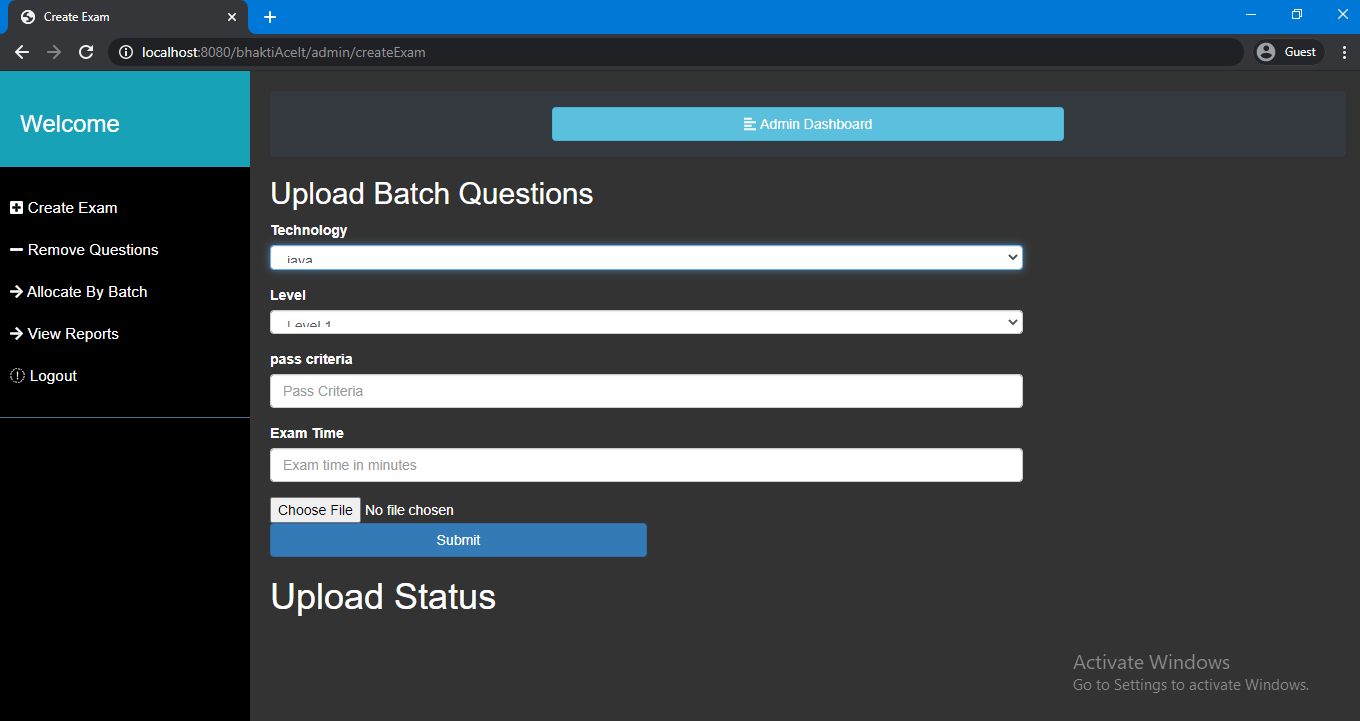 Create Exam
localhost:8080/bhaktiAceIt/admin/createExam
Guest
Welcome
Create Exam
Remove Questions
Allocate By Batch
View Reports
Logout
Admin Dashboard
Upload Batch Questions
Technology
java
Level
Level 1
pass criteria
Pass Criteria
Exam Time
Exam time in minutes
Choose File No file chosen
Submit
Upload Status
Activate Windows
Go to Settings to activate Windows.